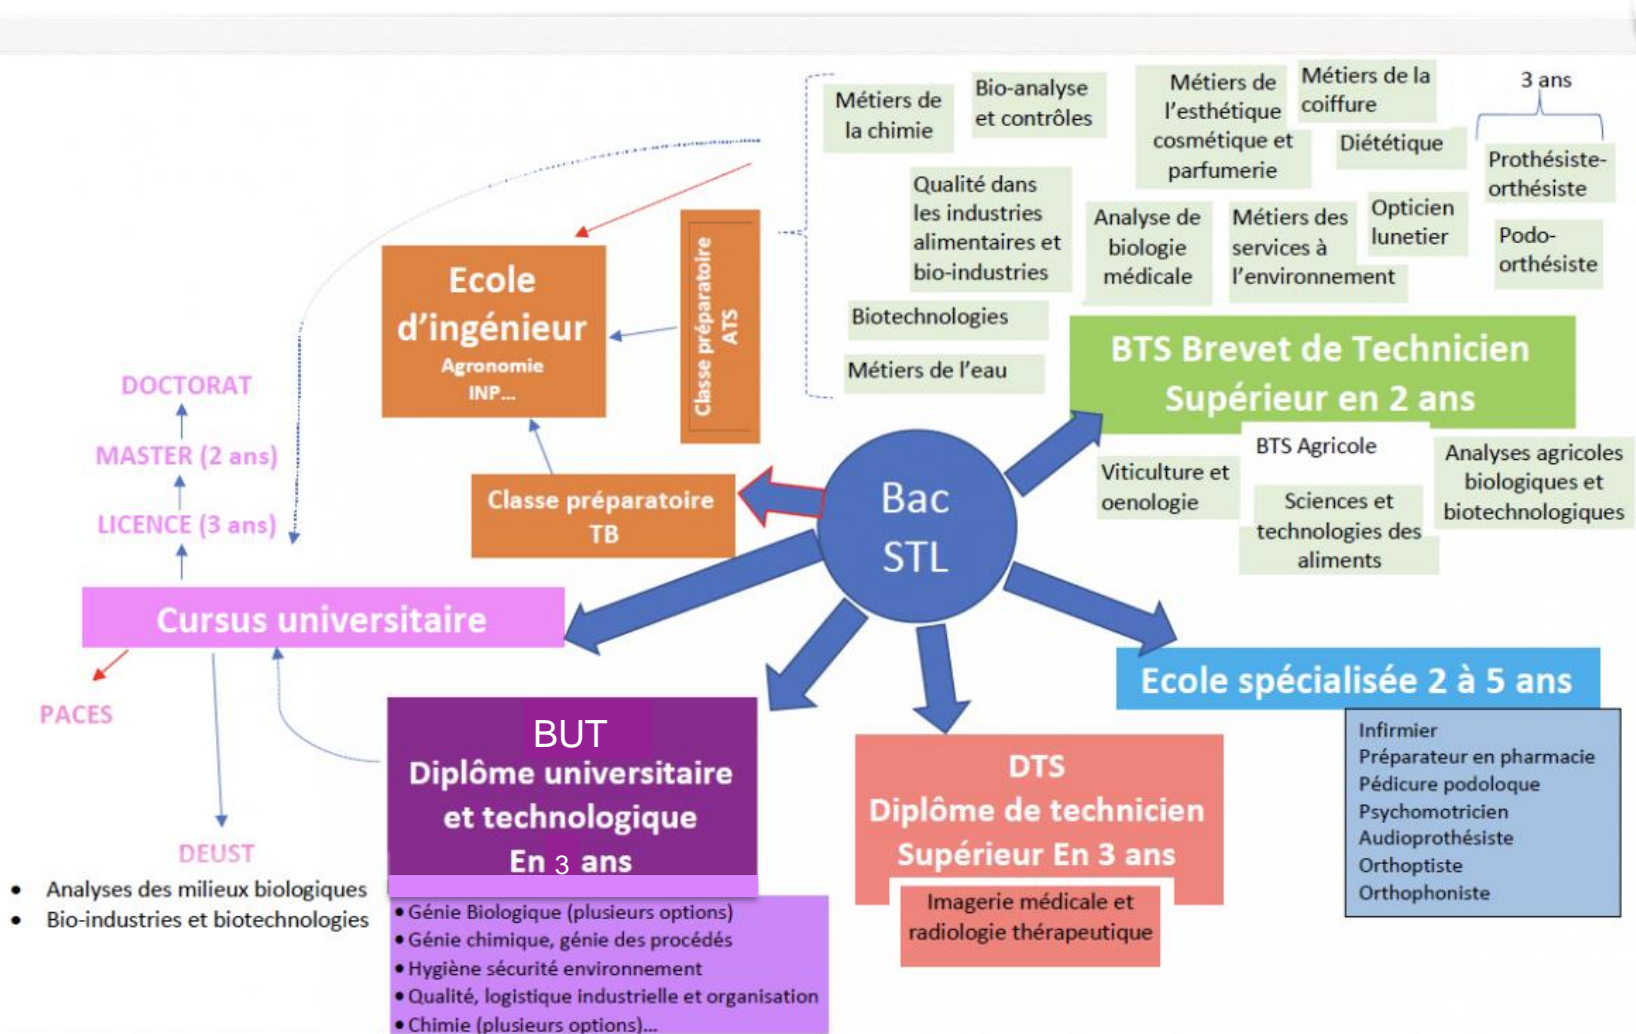 Métiers de
la chimie
Bio-analyse
et contrôles
Métiers de
l'esthétique
cosmétique et
parfumerie
Métiers de la
coiffure
Diététique
3 ans
Prothésiste-
orthésiste
Podo-
orthésiste
Qualité dans
les industries
alimentaires et
bio-industries
Analyse de
biologie
médicale
Métiers des
services à
l'environnement
Opticien
lunetier
Biotechnologies
Métiers de l'eau
BTS Brevet de Technicien
Supérieur en 2 ans
BTS Agricole
Viticulture et
oenologie
Sciences et
technologies des
aliments
Analyses agricoles
biologiques et
biotechnologiques
Ecole
d'ingénieur
Agronomie
INP...
Classe préparatoire
ATS
Classe préparatoire
TB
Bac
STL
DOCTORAT
MASTER (2 ans)
LICENCE (3 ans)
Cursus universitaire
PACES
DEUST
• Analyses des milieux biologiques
• Bio-industries et biotechnologies
BUT
Diplôme universitaire
et technologique
En 3 ans
• Génie Biologique (plusieurs options)
• Génie chimique, génie des procédés
• Hygiène sécurité environnement
• Qualité, logistique industrielle et organisation
• Chimie (plusieurs options)...
DTS
Diplôme de technicien
Supérieur En 3 ans
Imagerie médicale et
radiologie thérapeutique
Ecole spécialisée 2 à 5 ans
Infirmier
Préparateur en pharmacie
Pédicure podoloque
Psychomotricien
Audioprothésiste
Orthoptiste
Orthophoniste